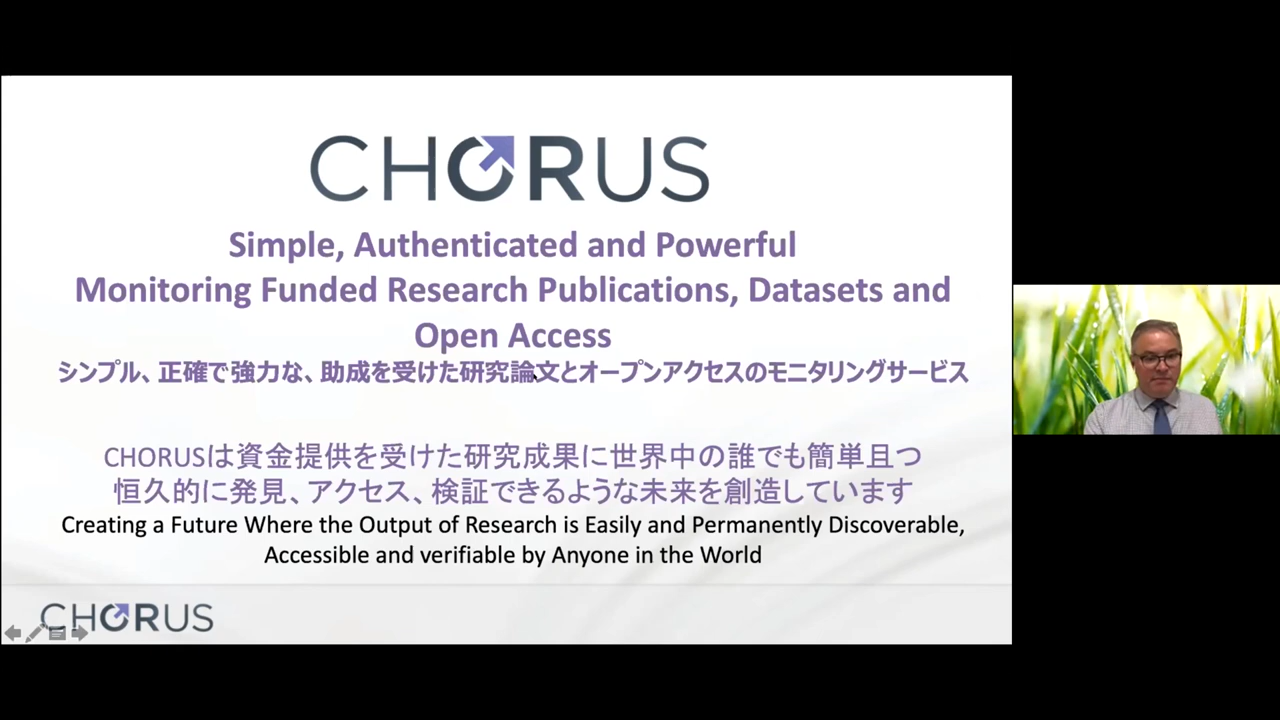 CHORUS
Simple, Authenticated and Powerful
Monitoring Funded Research Publications, Datasets and
Open Access
シンプル、正確で強力な、助成を受けた研究論文とオープンアクセスのモニタリングサービス
CHORUSは資金提供を受けた研究成果に世界中の誰でも簡単且つ
恒久的に発見、アクセス、検証できるような未来を創造しています
Creating a Future Where the Output of Research is Easily and Permanently Discoverable,
Accessible and verifiable by Anyone in the World
CHORUS